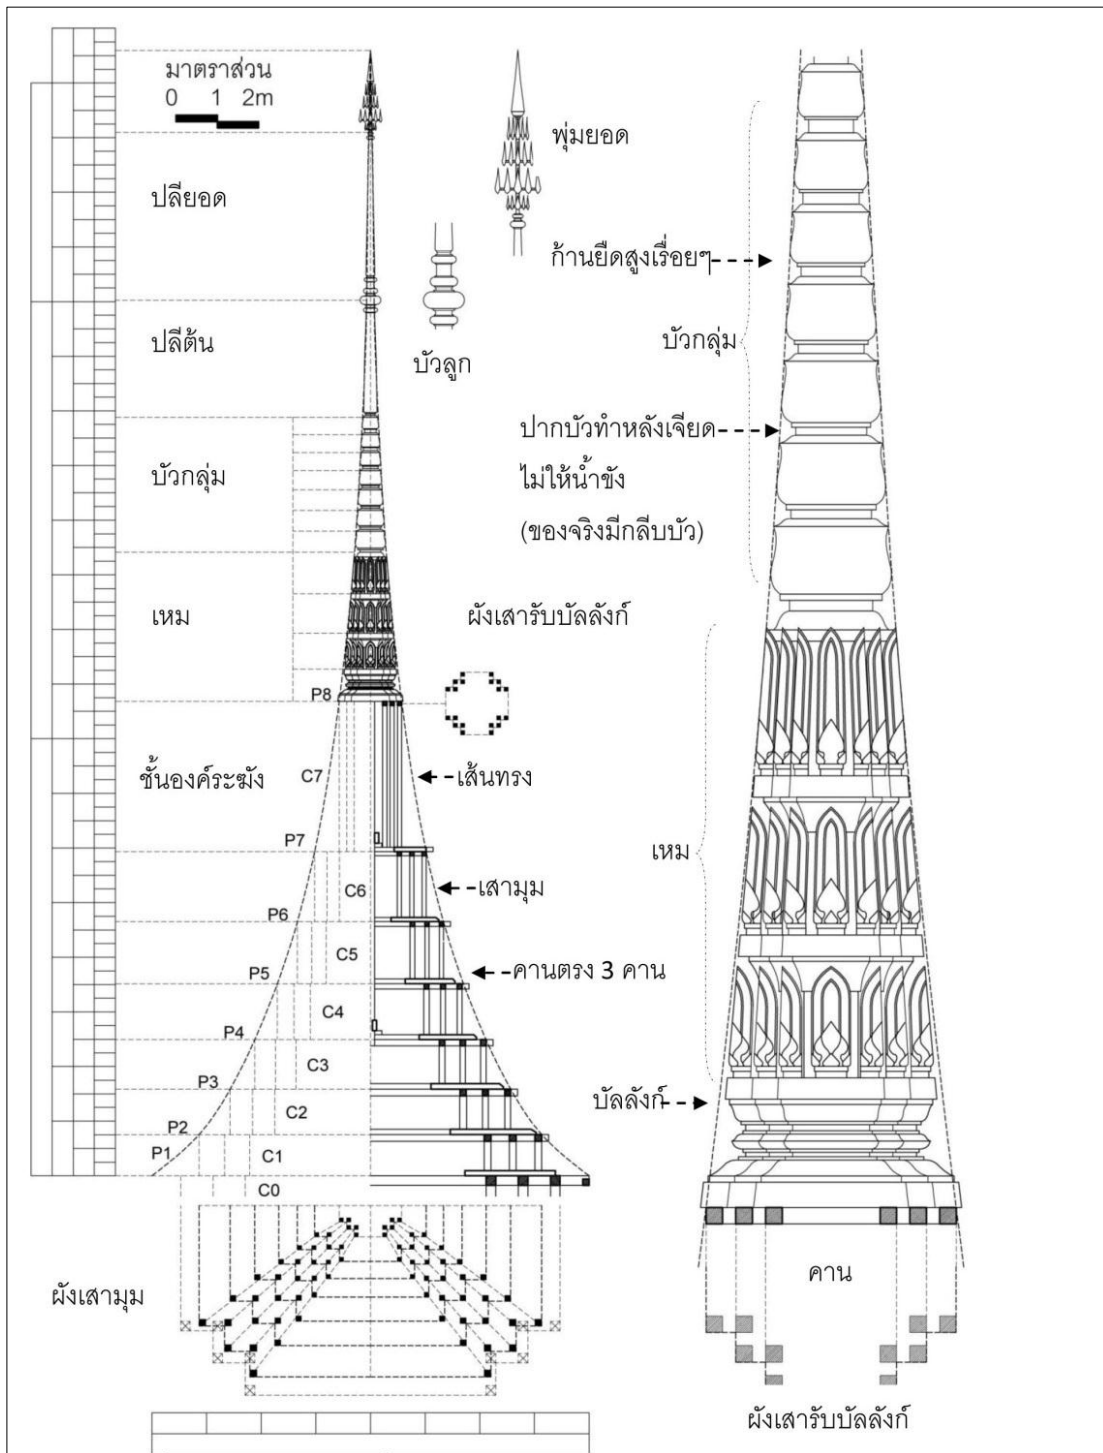 มาตราส่วน
0 1 2m
ปลียอด
ปลีต้น
บัวกลุ่ม
เหม
P8
ชั้นองค์ระฆัง
C7
P7
C6
P6
C5
P5
C4
P4
C3
P3
C2
P2
P1
C1
C0
ผังเสามุม
พุ่มยอด
บัวลูก
ผังเสารับบัลลังก์
เส้นทรง
เสามุม
คานตรง 3 คาน
ก้านยืดสูงเรื่อยๆ
บัวกลุ่ม
ปากบัวทำหลังเจียด
ไม่ให้น้ำขัง
(ของจริงมีกลีบบัว)
เหม
บัลลังก์
คาน
ผังเสารับบัลลังก์